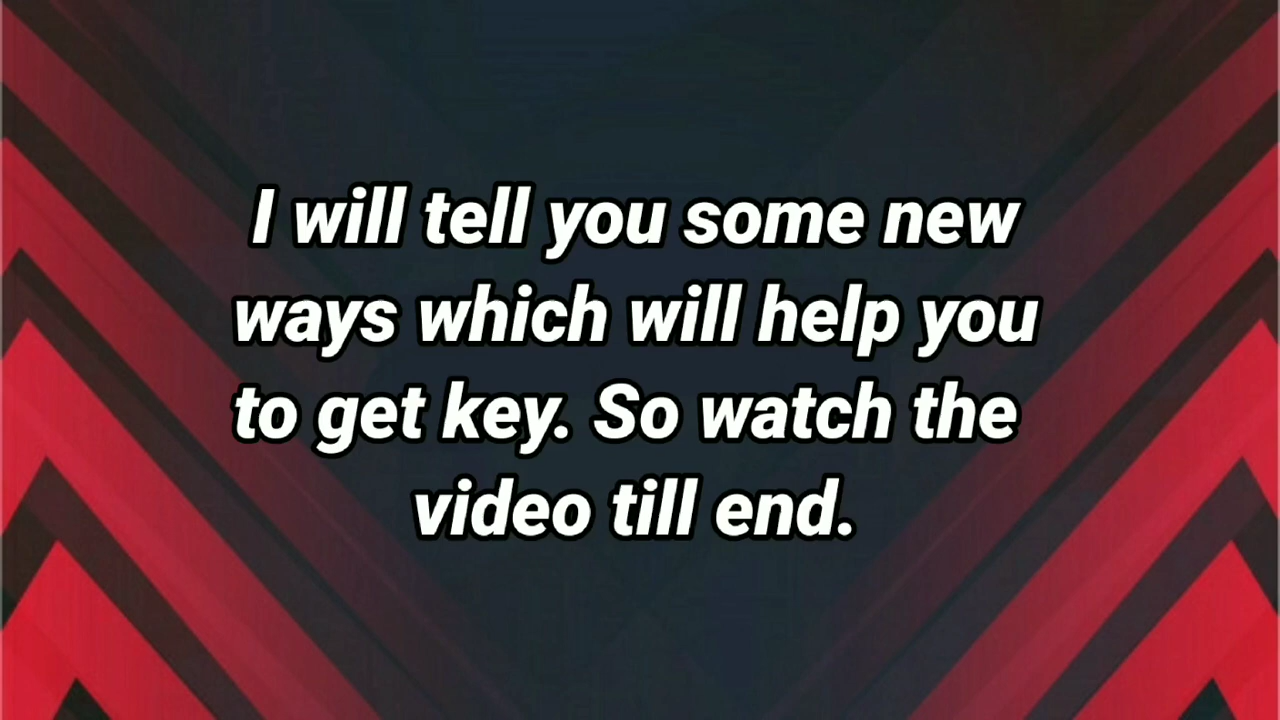 I will tell you some new
ways which will help you
to get key. So watch the
video till end.